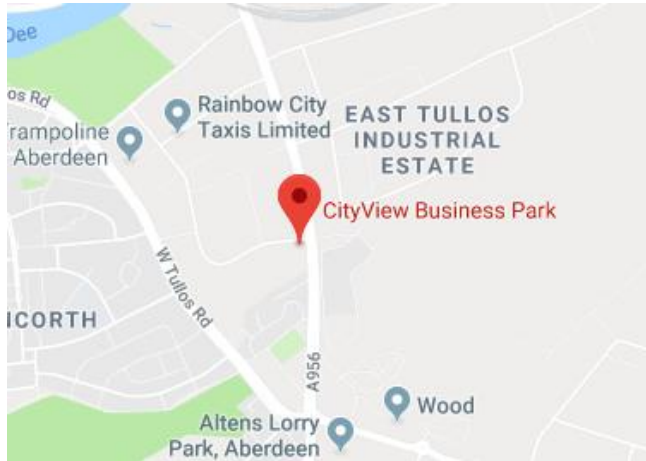 Dee
os Rd
Trampoline
Aberdeen
Rainbow City
Taxis Limited
EAST TULLOS
INDUSTRIAL
ESTATE
CityView Business Park
W Tullos Rd
NCORTH
A956
Wood
Altens Lorry
Park, Aberdeen